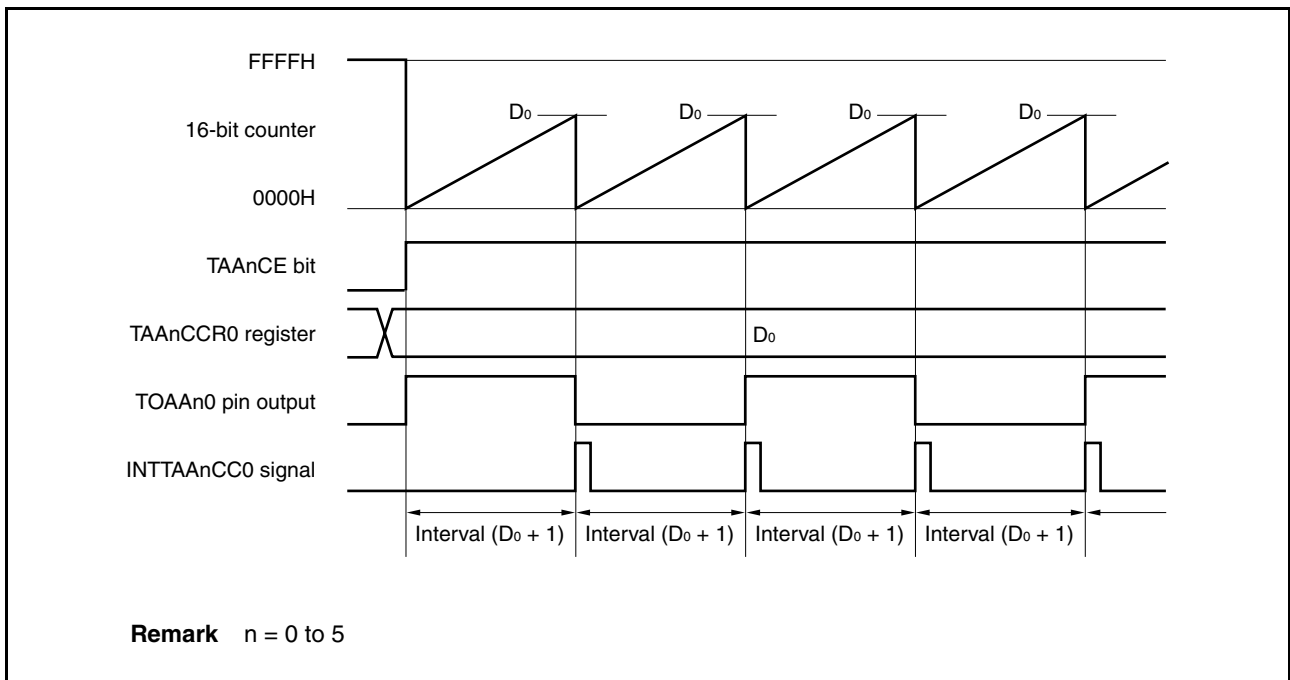 FFFFH
D₀ D₀ D₀ D₀
16-bit counter
0000H
TAAnCE bit
TAAnCCR0 register
D₀
TOAAn0 pin output
INTTAAnCC0 signal
Interval (D₀ + 1) Interval (D₀ + 1) Interval (D₀ + 1) Interval (D₀ + 1)
Remark n = 0 to 5